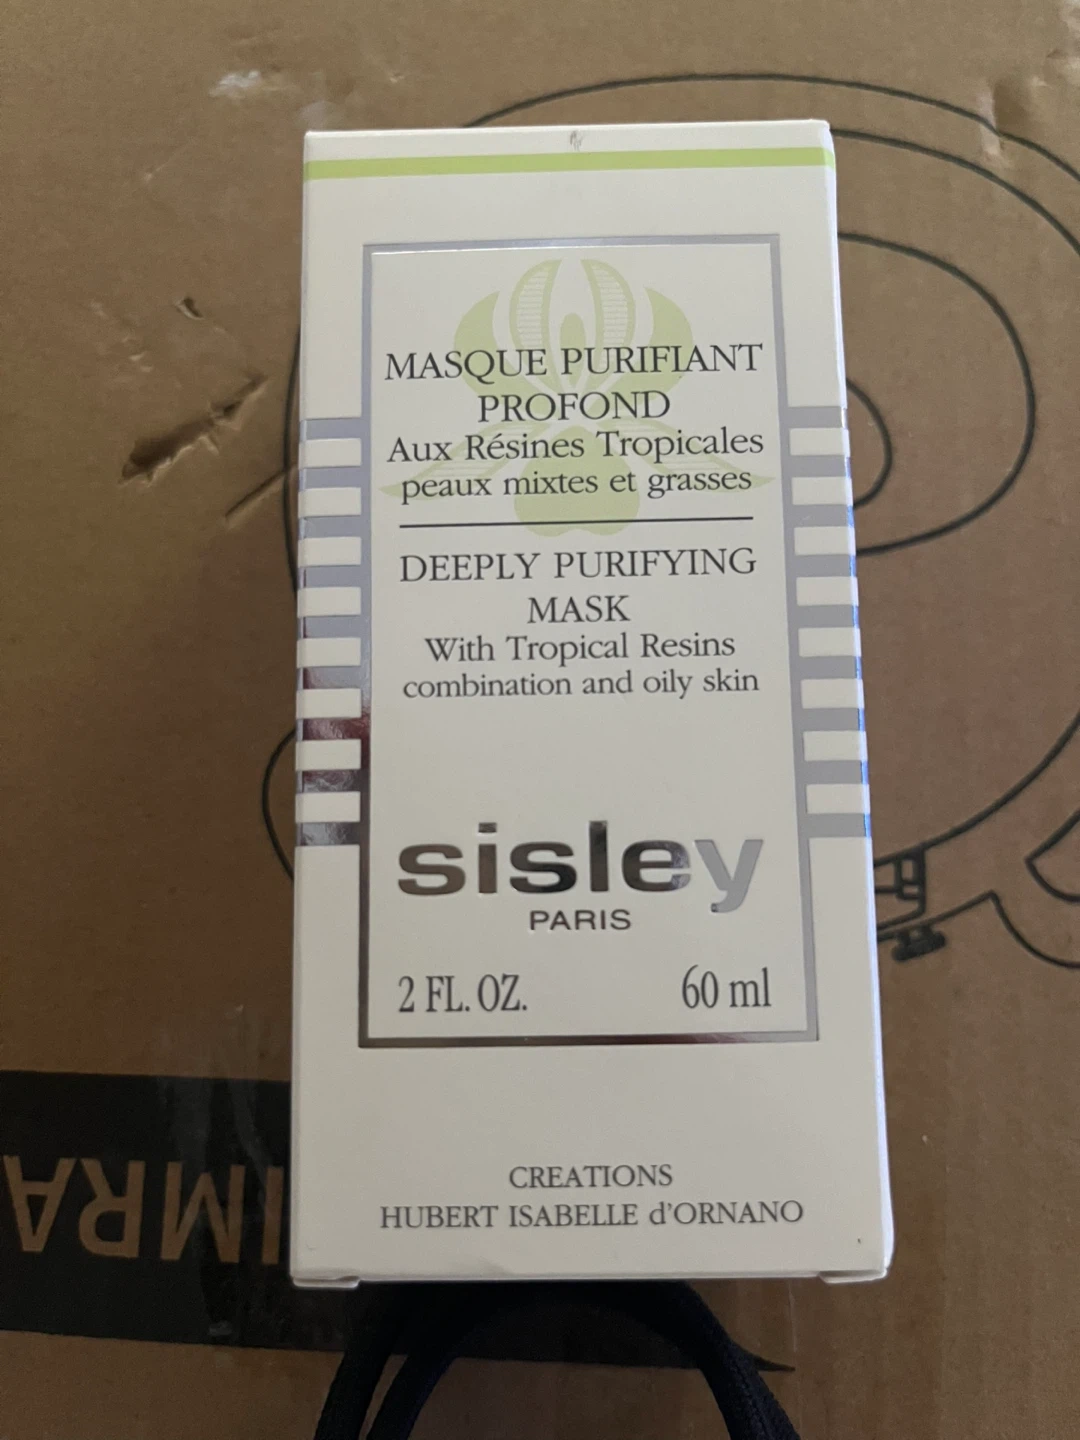 MASQUE PURIFIANT
PROFOND
Aux Résines Tropicales
peaux mixtes et grasses
DEEPLY PURIFYING
MASK
With Tropical Resins
combination and oily skin
sisley
PARIS
2 FL. OZ. 60 ml
CREATIONS
HUBERT ISABELLE d'ORNANO